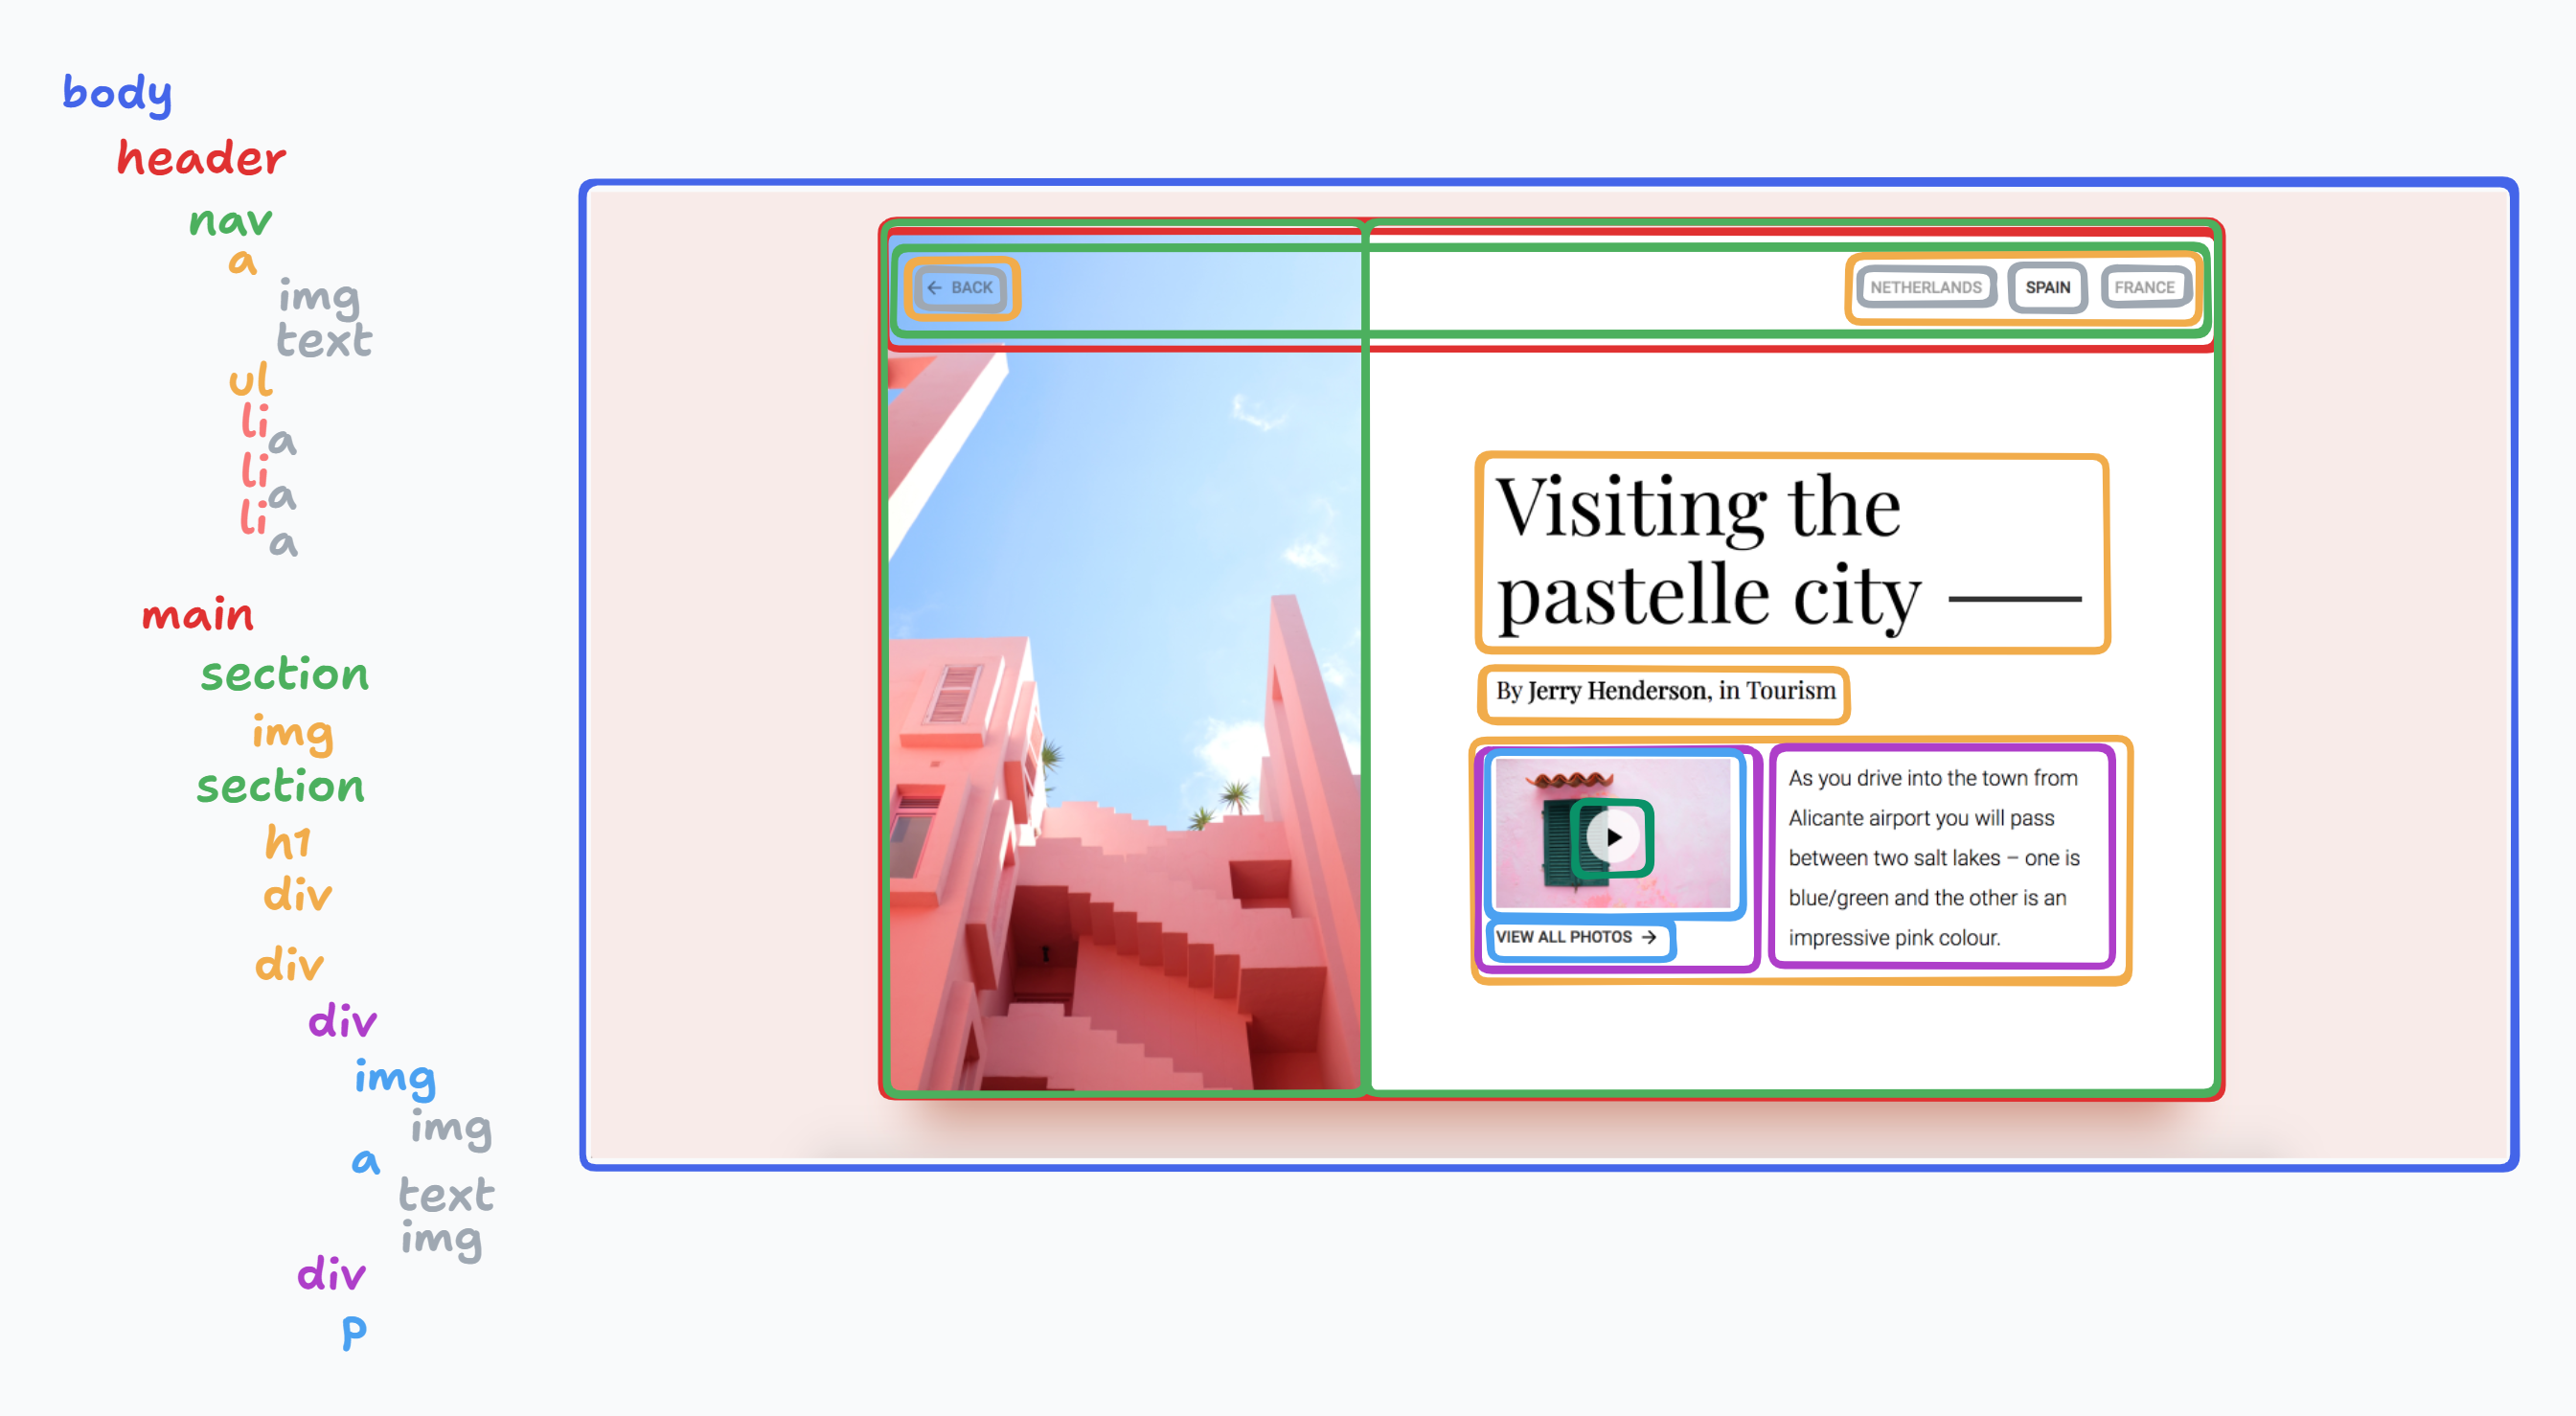 body
header
nav
a
img
text
ul
li
a
li
a
li
a
main
section
img
section
h1
div
div
div
img
img
a
text
img
div
p
← BACK
NETHERLANDS SPAIN FRANCE
Visiting the
pastelle city —
By Jerry Henderson, in Tourism
VIEW ALL PHOTOS →
As you drive into the town from
Alicante airport you will pass
between two salt lakes – one is
blue/green and the other is an
impressive pink colour.